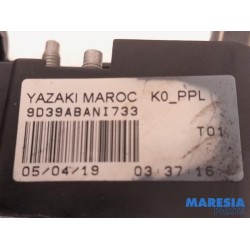 YAZAKI MAROC K0_PPL
9D39ABANI733
T01
05/04/19 03:37:16
MARESIA